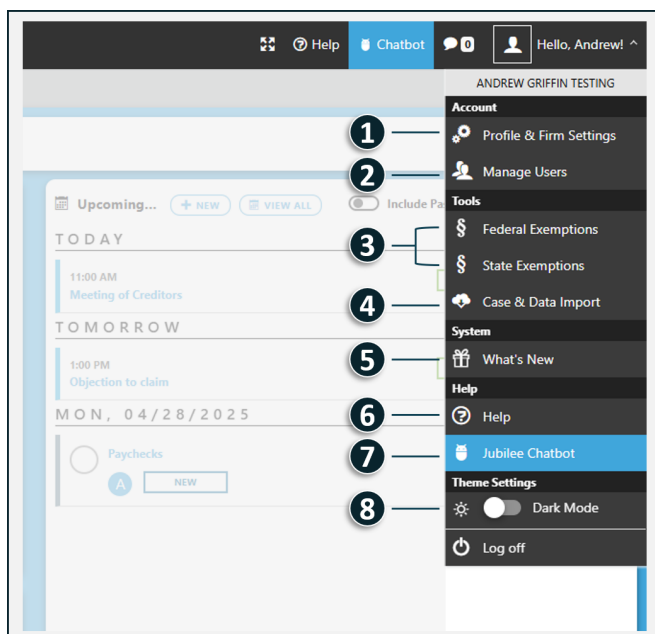 Help
Chatbot
0
Hello, Andrew!
ANDREW GRIFFIN TESTING
Account
1 Profile & Firm Settings
2 Manage Users
Tools
3
§ Federal Exemptions
§ State Exemptions
4 Case & Data Import
System
5 What's New
Help
6 Help
7 Jubilee Chatbot
Theme Settings
8 Dark Mode
Log off
Upcoming... + NEW VIEW ALL Include Pa
TODAY
11:00 AM
Meeting of Creditors
TOMORROW
1:00 PM
Objection to claim
MON, 04/28/2025
Paychecks
A NEW